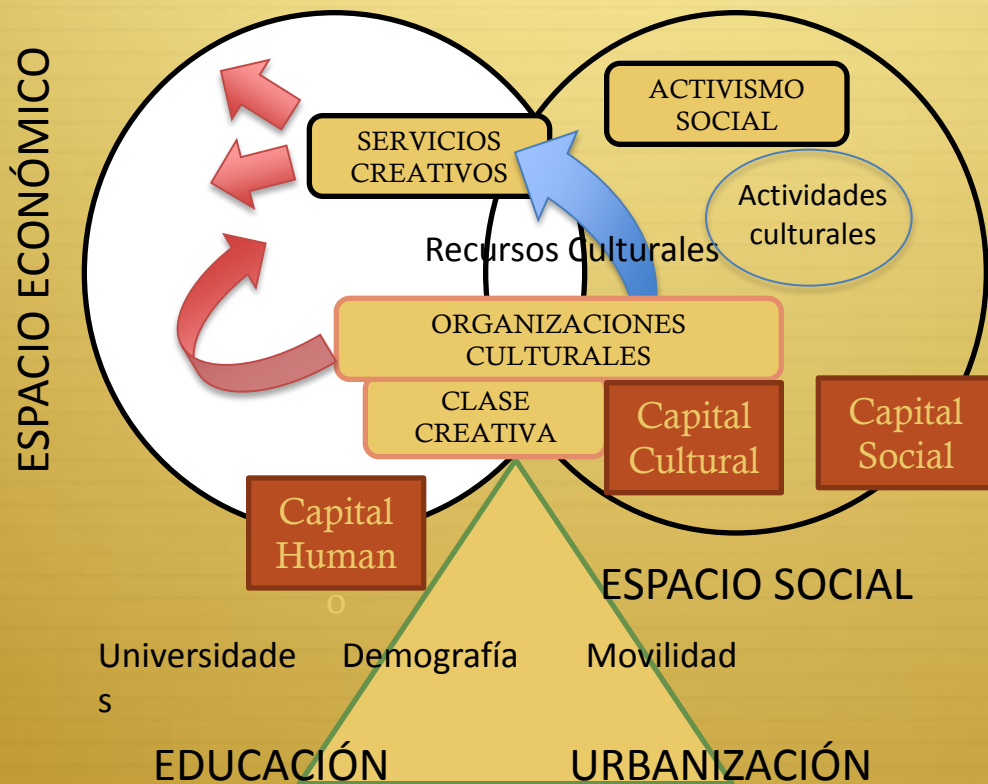 ESPACIO ECONÓMICO
ACTIVISMO
SOCIAL
SERVICIOS
CREATIVOS
Actividades
culturales
Recursos Culturales
ORGANIZACIONES
CULTURALES
CLASE
CREATIVA
Capital
Cultural
Capital
Social
Capital
Human
o
ESPACIO SOCIAL
Universidade
s
Demografía
Movilidad
EDUCACIÓN
URBANIZACIÓN